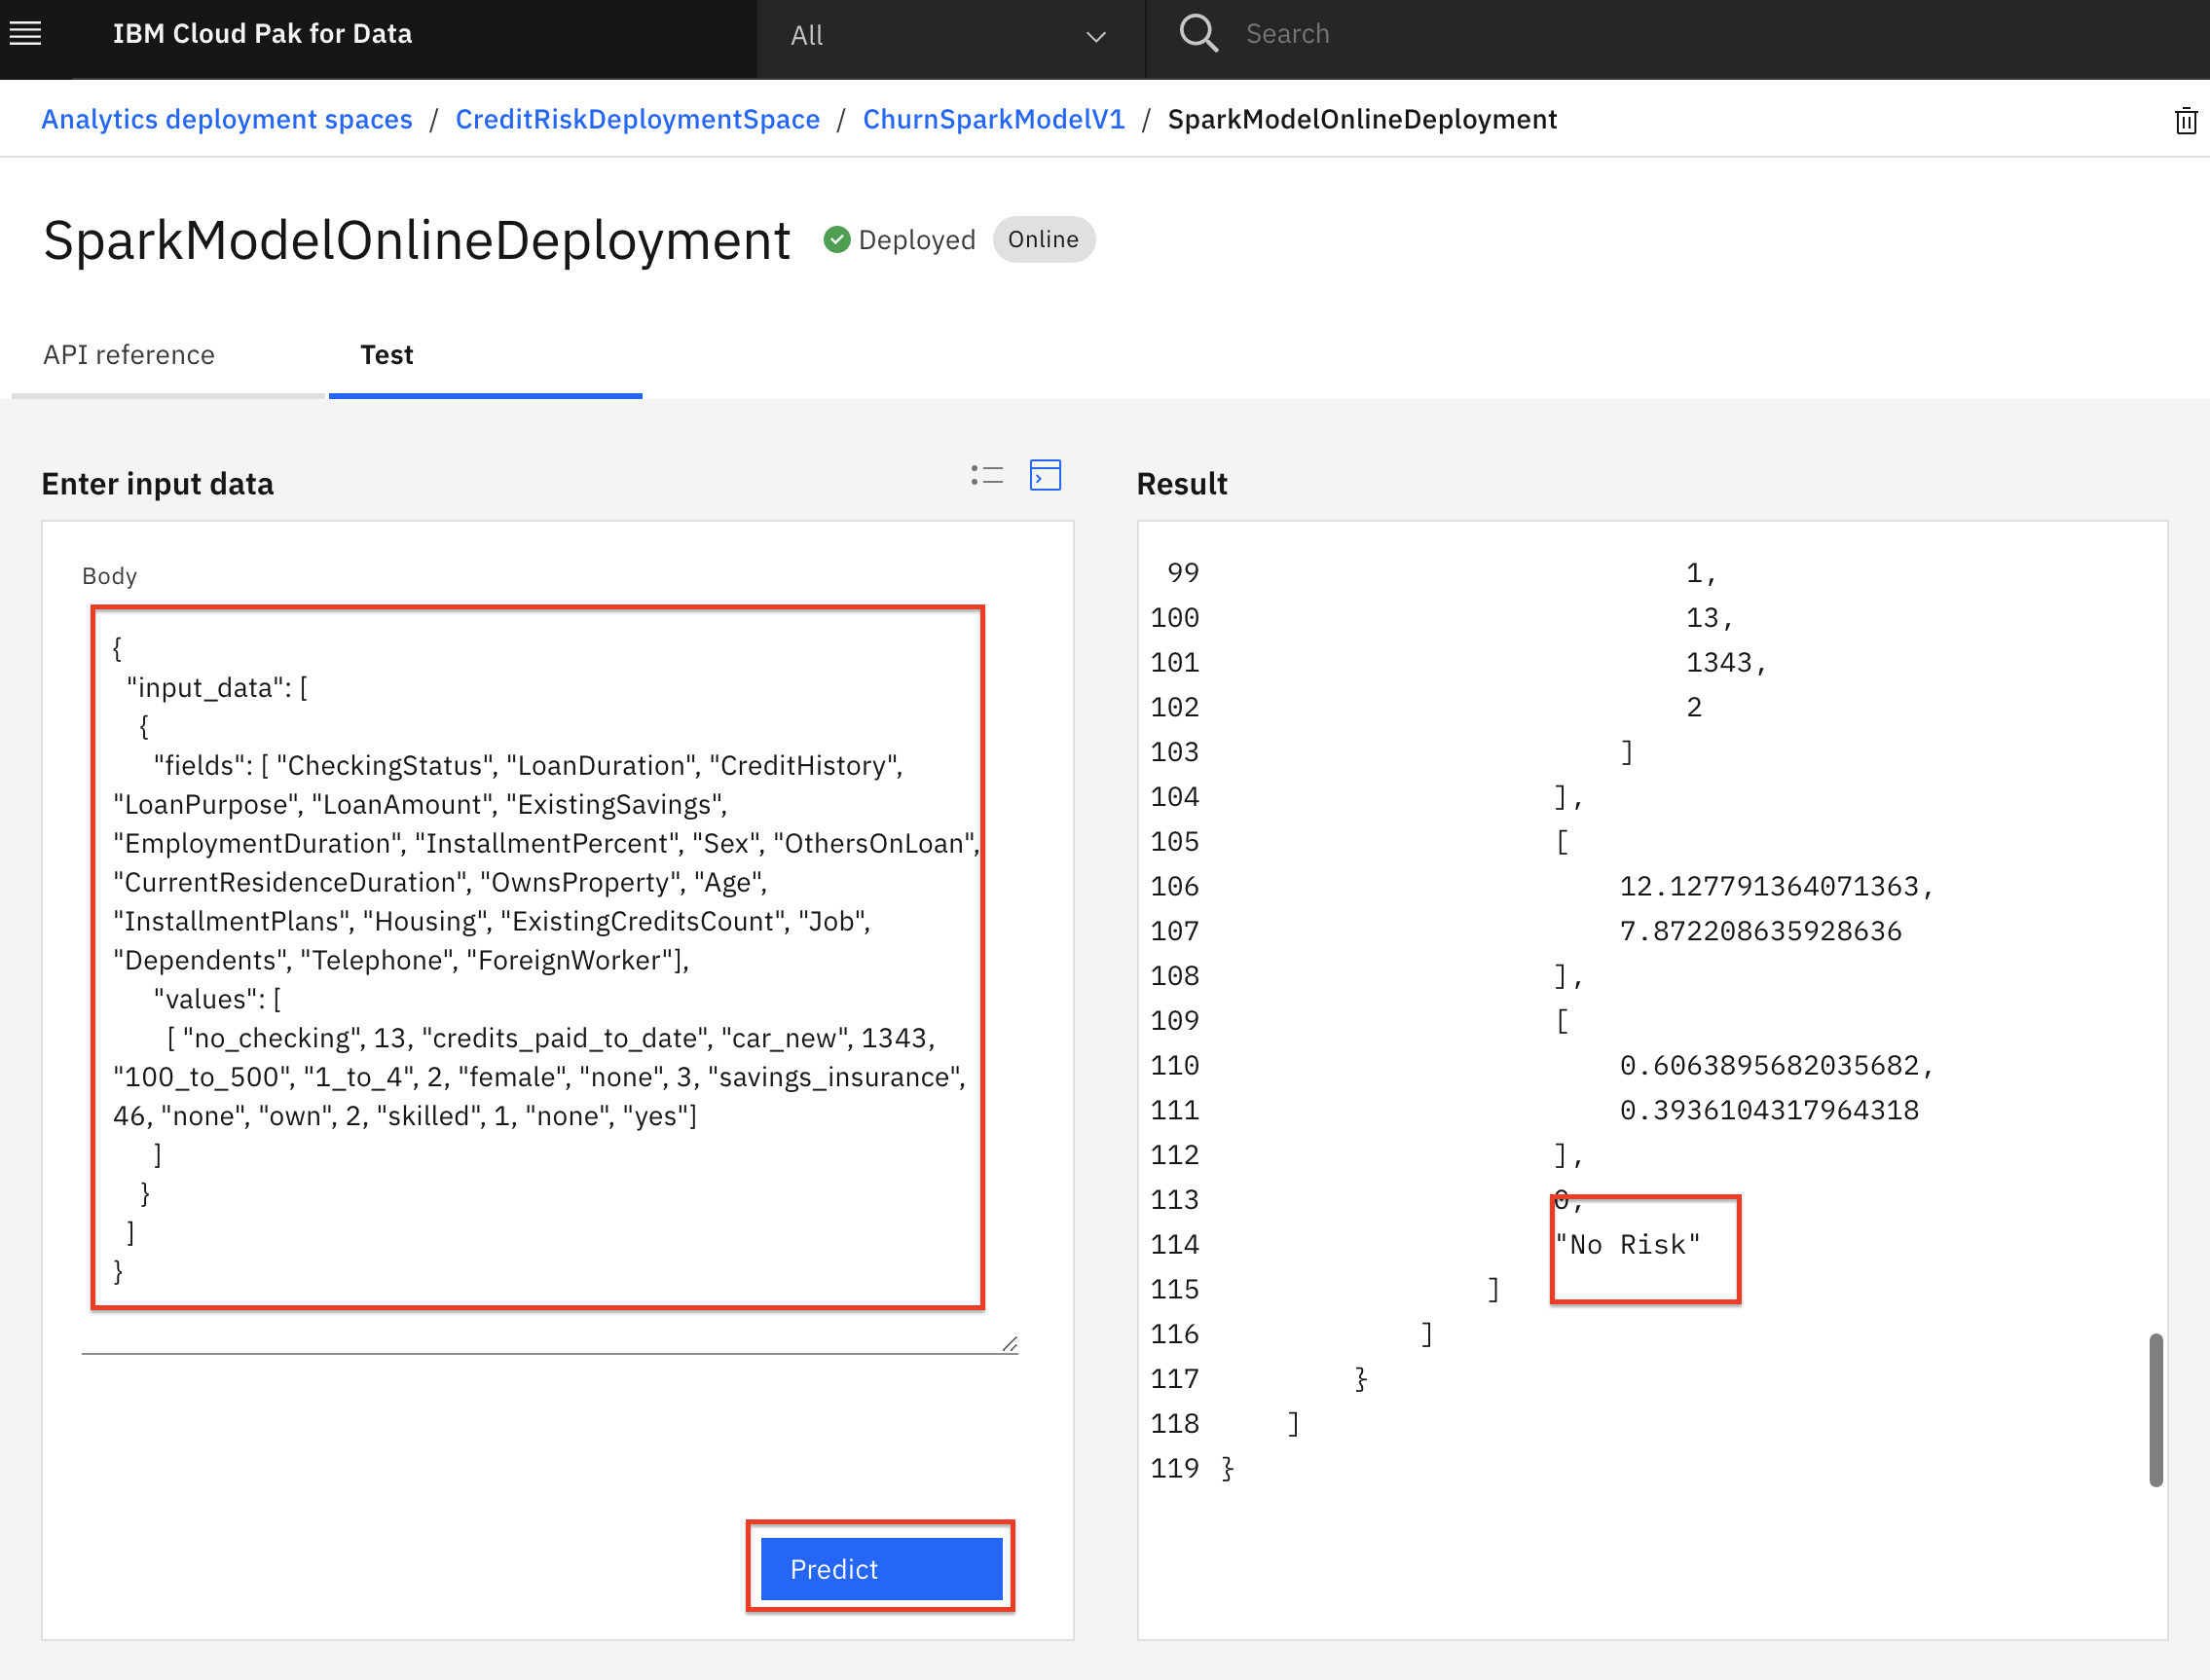 IBM Cloud Pak for Data
All
Search
Analytics deployment spaces / CreditRiskDeploymentSpace / ChurnSparkModelV1 / SparkModelOnlineDeployment
SparkModelOnlineDeployment Deployed Online
API reference Test
Enter input data
Body
{
"input_data": [
{
"fields": [ "CheckingStatus", "LoanDuration", "CreditHistory",
"LoanPurpose", "LoanAmount", "ExistingSavings",
"EmploymentDuration", "InstallmentPercent", "Sex", "OthersOnLoan",
"CurrentResidenceDuration", "OwnsProperty", "Age",
"InstallmentPlans", "Housing", "ExistingCreditsCount", "Job",
"Dependents", "Telephone", "ForeignWorker"],
"values": [
[ "no_checking", 13, "credits_paid_to_date", "car_new", 1343,
"100_to_500", "1_to_4", 2, "female", "none", 3, "savings_insurance",
46, "none", "own", 2, "skilled", 1, "none", "yes"]
]
}
]
}
Predict
Result
99 1,
100 13,
101 1343,
102 2
103 ]
104 ],
105 [
106 12.127791364071363,
107 7.872208635928636
108 ],
109 [
110 0.6063895682035682,
111 0.3936104317964318
112 ],
113 0,
114 "No Risk"
115 ]
116 ]
117 }
118 ]
119 }